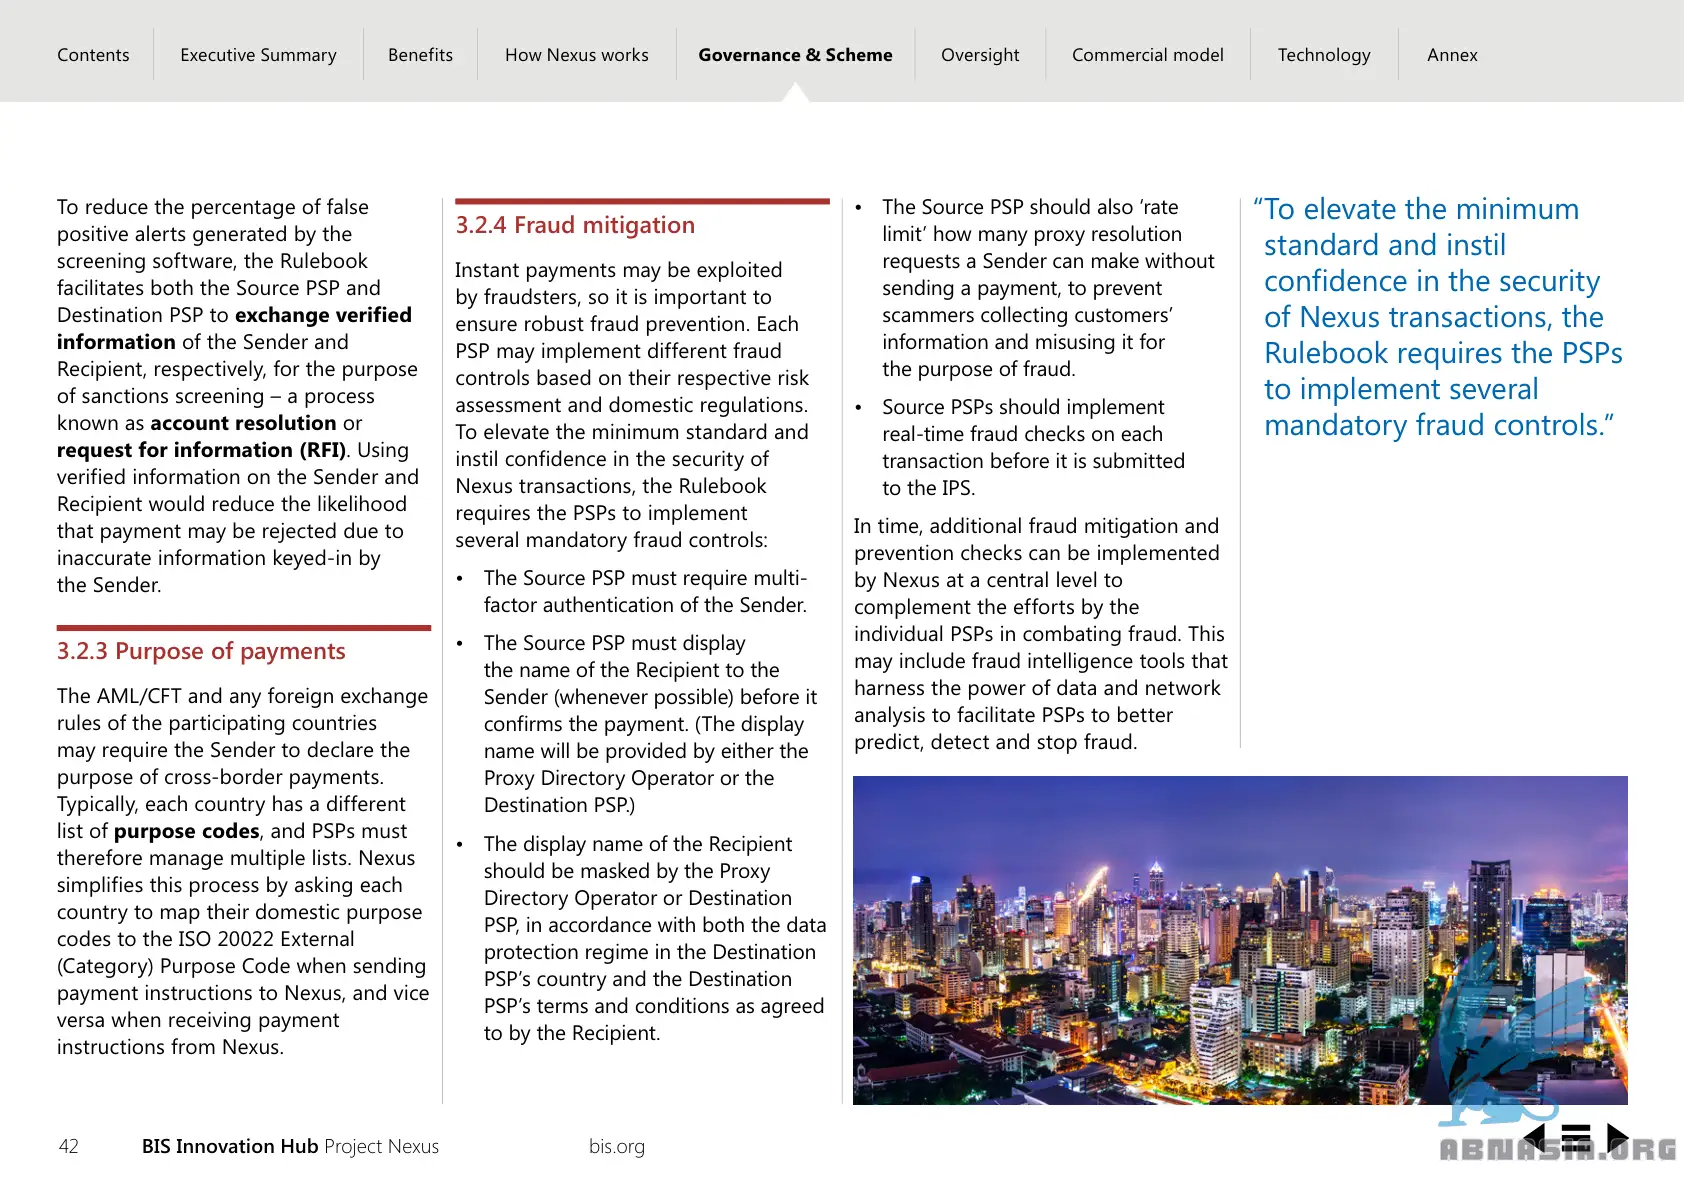 Contents
Executive Summary
Benefits
How Nexus works
Governance & Scheme
Oversight
Commercial model
Technology
Annex
To reduce the percentage of false
positive alerts generated by the
screening software, the Rulebook
facilitates both the Source PSP and
Destination PSP to exchange verified
information of the Sender and
Recipient, respectively, for the purpose
of sanctions screening – a process
known as account resolution or
request for information (RFI). Using
verified information on the Sender and
Recipient would reduce the likelihood
that payment may be rejected due to
inaccurate information keyed-in by
the Sender.
3.2.3 Purpose of payments
The AML/CFT and any foreign exchange
rules of the participating countries
may require the Sender to declare the
purpose of cross-border payments.
Typically, each country has a different
list of purpose codes, and PSPs must
therefore manage multiple lists. Nexus
simplifies this process by asking each
country to map their domestic purpose
codes to the ISO 20022 External
(Category) Purpose Code when sending
payment instructions to Nexus, and vice
versa when receiving payment
instructions from Nexus.
3.2.4 Fraud mitigation
Instant payments may be exploited
by fraudsters, so it is important to
ensure robust fraud prevention. Each
PSP may implement different fraud
controls based on their respective risk
assessment and domestic regulations.
To elevate the minimum standard and
instil confidence in the security of
Nexus transactions, the Rulebook
requires the PSPs to implement
several mandatory fraud controls:
• The Source PSP must require multi-
factor authentication of the Sender.
• The Source PSP must display
the name of the Recipient to the
Sender (whenever possible) before it
confirms the payment. (The display
name will be provided by either the
Proxy Directory Operator or the
Destination PSP.)
• The display name of the Recipient
should be masked by the Proxy
Directory Operator or Destination
PSP, in accordance with both the data
protection regime in the Destination
PSP’s country and the Destination
PSP’s terms and conditions as agreed
to by the Recipient.
• The Source PSP should also ‘rate
limit’ how many proxy resolution
requests a Sender can make without
sending a payment, to prevent
scammers collecting customers’
information and misusing it for
the purpose of fraud.
• Source PSPs should implement
real-time fraud checks on each
transaction before it is submitted
to the IPS.
In time, additional fraud mitigation and
prevention checks can be implemented
by Nexus at a central level to
complement the efforts by the
individual PSPs in combating fraud. This
may include fraud intelligence tools that
harness the power of data and network
analysis to facilitate PSPs to better
predict, detect and stop fraud.
“To elevate the minimum
standard and instil
confidence in the security
of Nexus transactions, the
Rulebook requires the PSPs
to implement several
mandatory fraud controls.”
42
BIS Innovation Hub Project Nexus
bis.org
ABNASIA.ORG